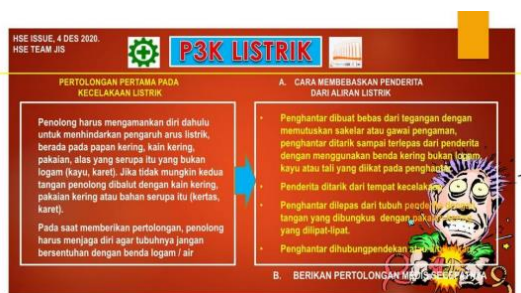 HSE ISSUE, 4 DES 2020.
HSE TEAM JIS
P3K LISTRIK
PERTOLONGAN PERTAMA PADA
KECELAKAAN LISTRIK
Penolong harus mengamankan diri dahulu
untuk menhindarkan pengaruh arus listrik,
berada pada papan kering, kain kering,
pakaian, alas yang serupa itu yang bukan
logam (kayu, karet). Jika tidak mungkin kedua
tangan penolong dibalut dengan kain kering,
pakaian kering atau bahan serupa itu (kertas,
karet).
Pada saat memberikan pertolongan, penolong
harus menjaga diri agar tubuhnya jangan
bersentuhan dengan benda logam / air
A. CARA MEMBEBASKAN PENDERITA
DARI ALIRAN LISTRIK
• Penghantar dibuat bebas dari tegangan dengan
memutuskan sakelar atau gawai pengaman,
penghantar ditarik sampai terlepas dari penderita
dengan menggunakan benda kering bukan logam,
kayu atau tali yang diikat pada penghantar
• Penderita ditarik dari tempat
• Penghantar dilepas dari tubuh
tangan yang dibungkus dengan
yang dilipat-lipat.
• Penghantar dihubungpendekan
B. BERIKAN PERTOLONGAN MEDIS